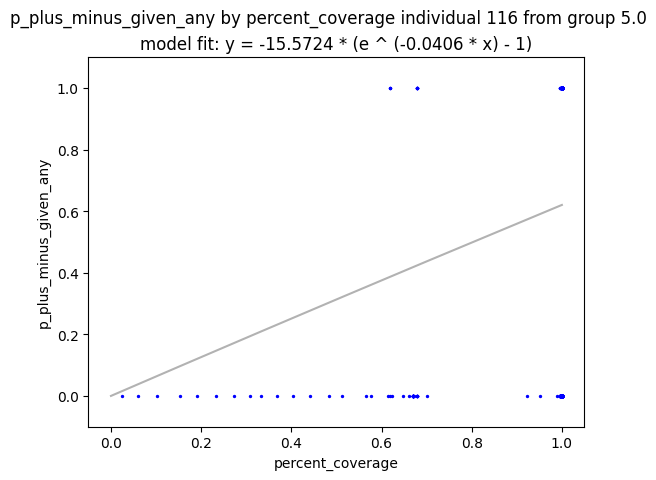 p_plus_minus_given_any by percent_coverage individual 116 from group 5.0
model fit: y = -15.5724 * (e ^ (-0.0406 * x) - 1)
1.0
0.8
0.6
0.4
0.2
0.0
p_plus_minus_given_any
0.0 0.2 0.4 0.6 0.8 1.0
percent_coverage